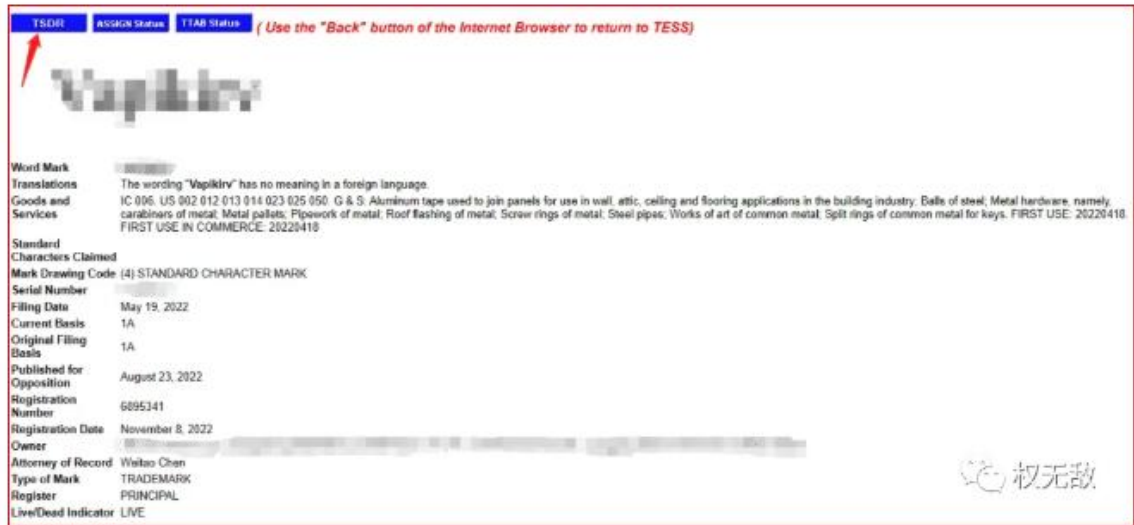 TSDR ASSIGN Status TTAB Status ( Use the "Back" button of the Internet Browser to return to TESS)
Word Mark
Translations The wording "Vapikirv" has no meaning in a foreign language.
Goods and Services IC 006. US 002 012 013 014 023 025 050. G & S: Aluminum tape used to join panels for use in wall, attic, ceiling and flooring applications in the building industry; Balls of steel; Metal hardware, namely,
carabiners of metal; Metal pallets; Pipework of metal; Roof flashing of metal; Screw rings of metal; Steel pipes; Works of art of common metal; Split rings of common metal for keys. FIRST USE: 20220418.
FIRST USE IN COMMERCE: 20220418
Standard
Characters Claimed
Mark Drawing Code (4) STANDARD CHARACTER MARK
Serial Number
Filing Date May 19, 2022
Current Basis 1A
Original Filing
Basis 1A
Published for
Opposition August 23, 2022
Registration
Number 6895341
Registration Date November 8, 2022
Owner
Attorney of Record Weitao Chen
Type of Mark TRADEMARK
Register PRINCIPAL
Live/Dead Indicator LIVE
权无敌